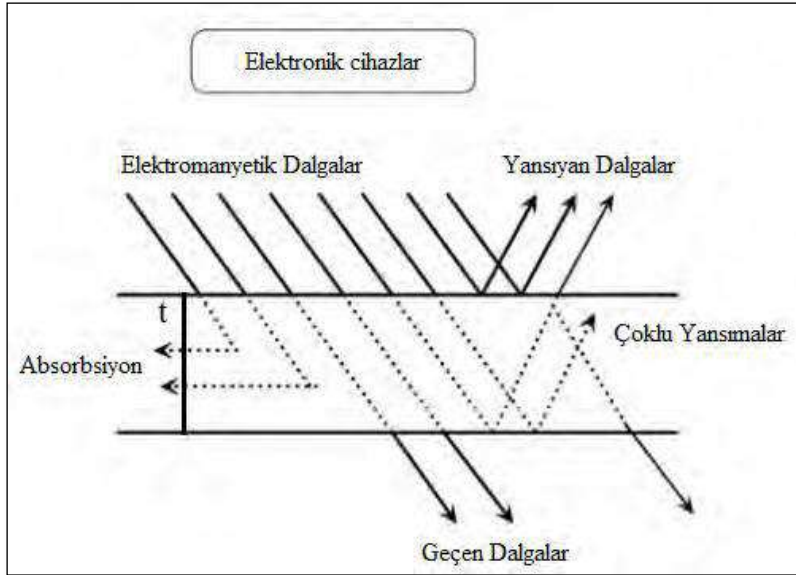 Elektronik cihazlar
Elektromanyetik Dalgalar
Yansıyan Dalgalar
t
Çoklu Yansımalar
Absorbsiyon
Geçen Dalgalar